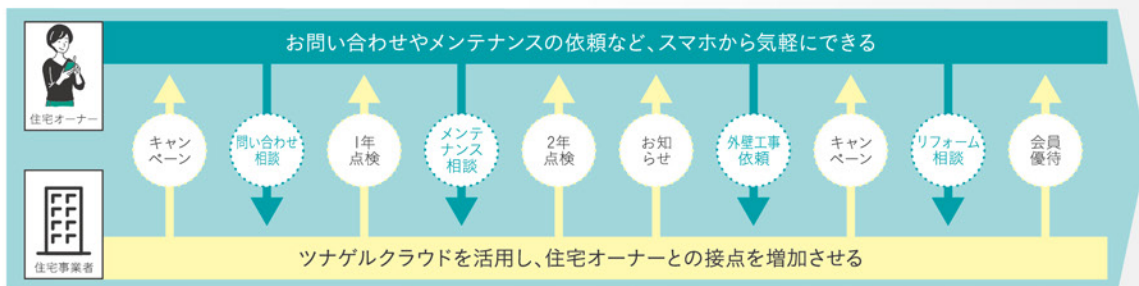 お問い合わせやメンテナンスの依頼など、スマホから気軽にできる
住宅オーナー
キャン
ペーン
問い合わせ
相談
1年
点検
メンテ
ナンス
相談
2年
点検
お知
らせ
外壁工事
依頼
キャン
ペーン
リフォーム
相談
会員
優待
住宅事業者
ツナゲルクラウドを活用し、住宅オーナーとの接点を増加させる